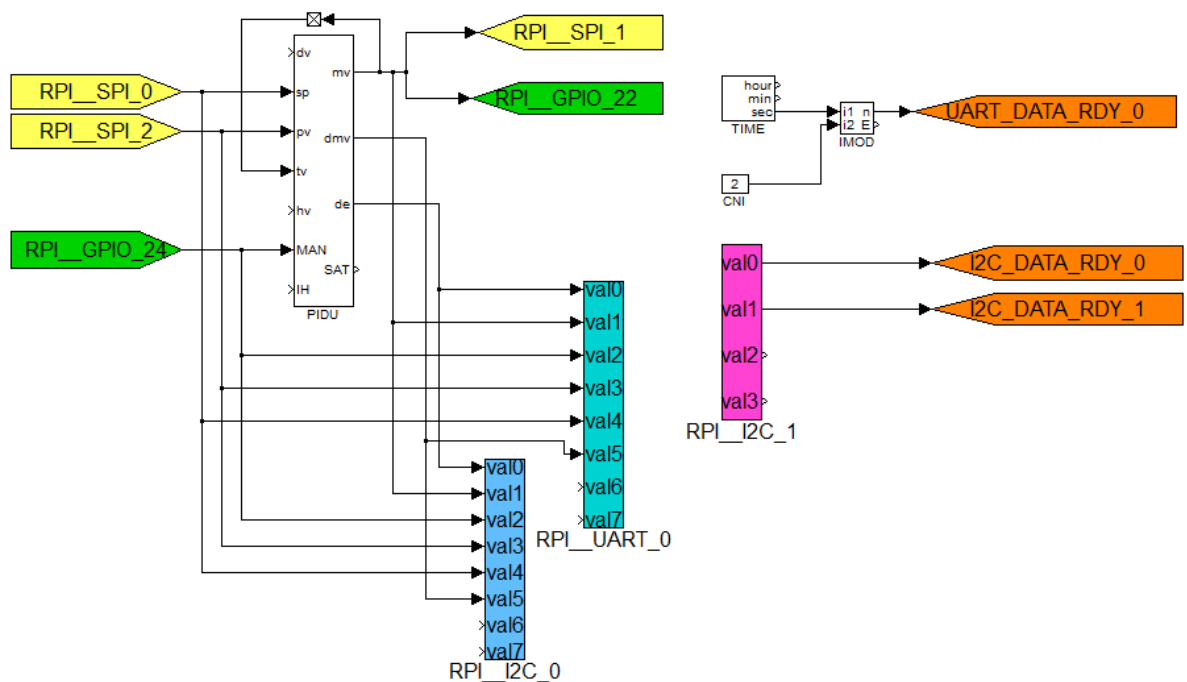 RPI__SPI_0
RPI__SPI_2
RPI__GPIO_24
dv
sp
pv
tv
hv
MAN
IH
mv
dmv
de
SAT
PIDU
RPI__SPI_1
RPI__GPIO_22
val0
val1
val2
val3
val4
val5
val6
val7
RPI__UART_0
val0
val1
val2
val3
val4
val5
val6
val7
RPI__I2C_0
hour
min
sec
TIME
i1 n
i2 E
IMOD
UART_DATA_RDY_0
2
CNI
val0
val1
val2
val3
RPI__I2C_1
I2C_DATA_RDY_0
I2C_DATA_RDY_1